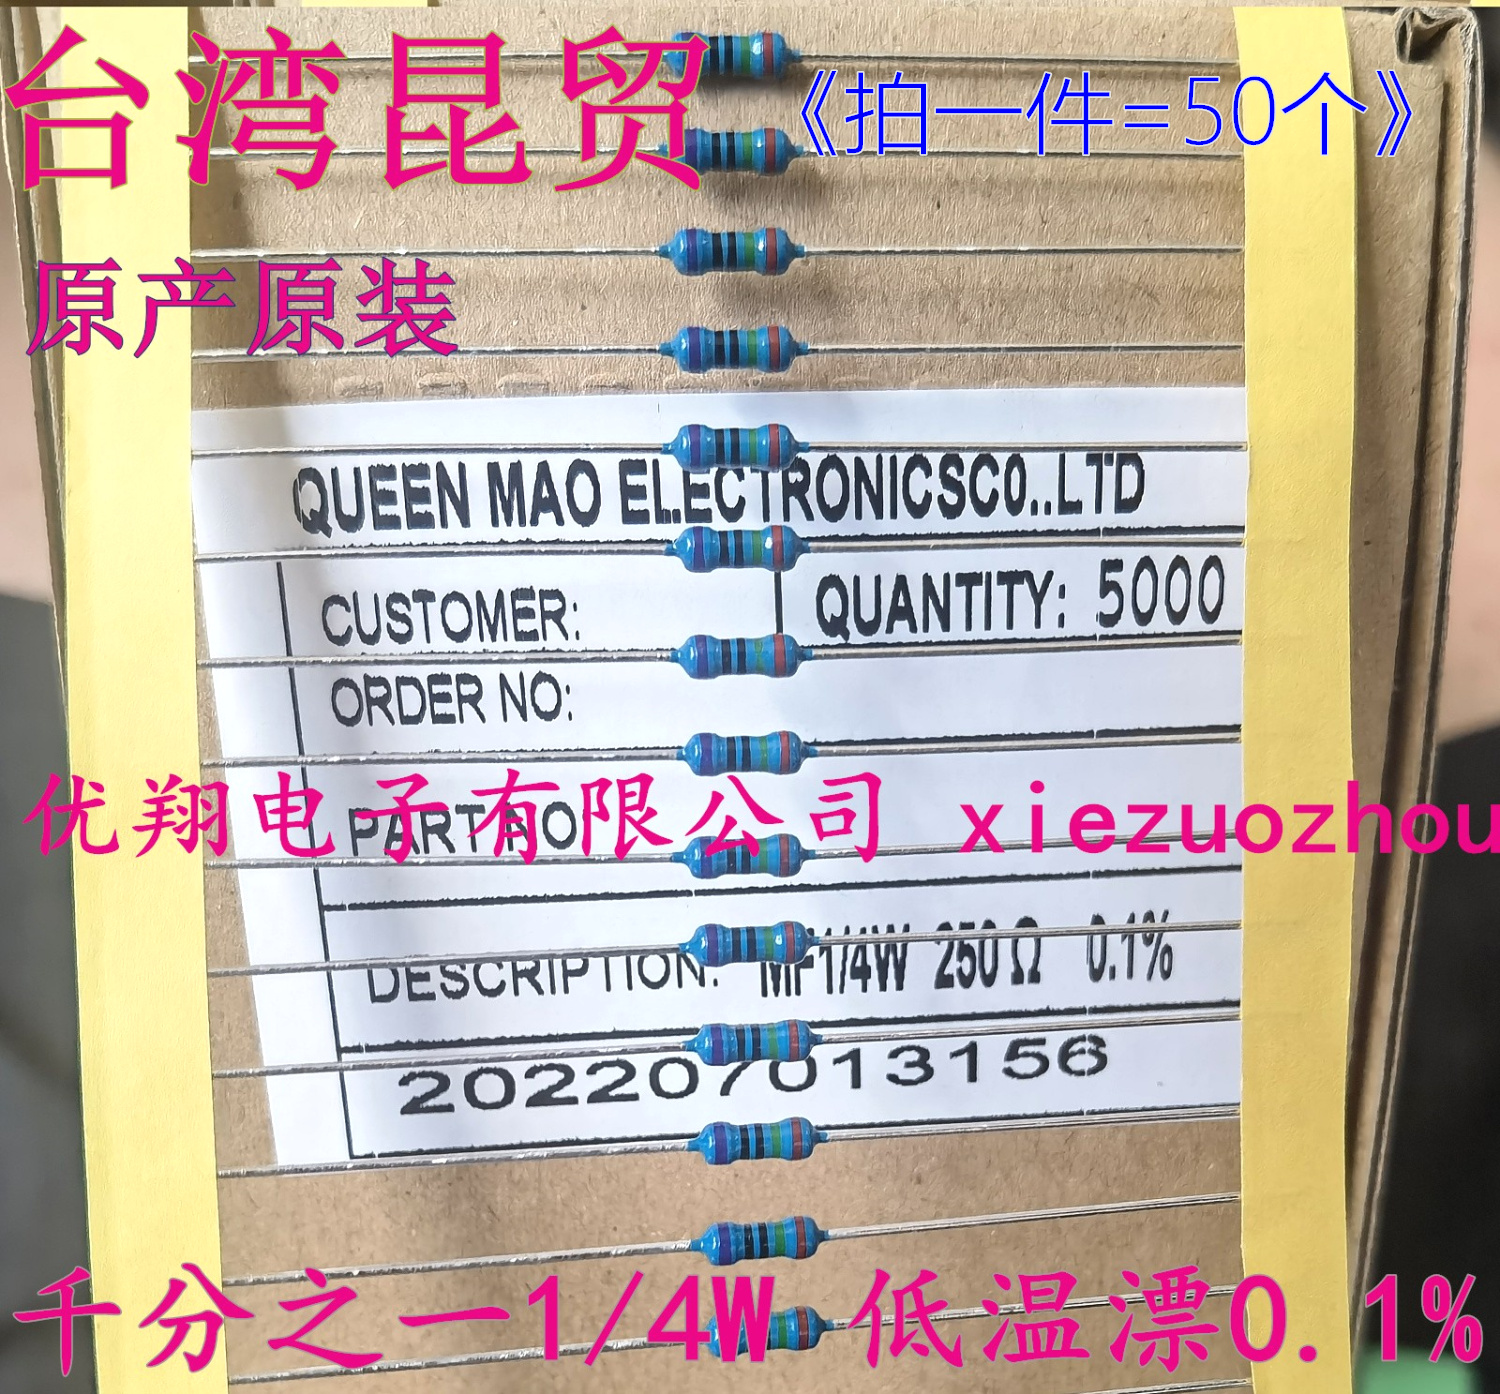 台湾昆贸
《拍一件=50个》
原产原装
QUEEN MAO ELECTRONICSCO..LTD
CUSTOMER:
QUANTITY: 5000
ORDER NO:
优翔电子有限公司 xiezuozhou
PART NO
DESCRIPTION: MF1/4W 250Ω 0.1%
202207013156
千分之一1/4W 低温漂0.1%